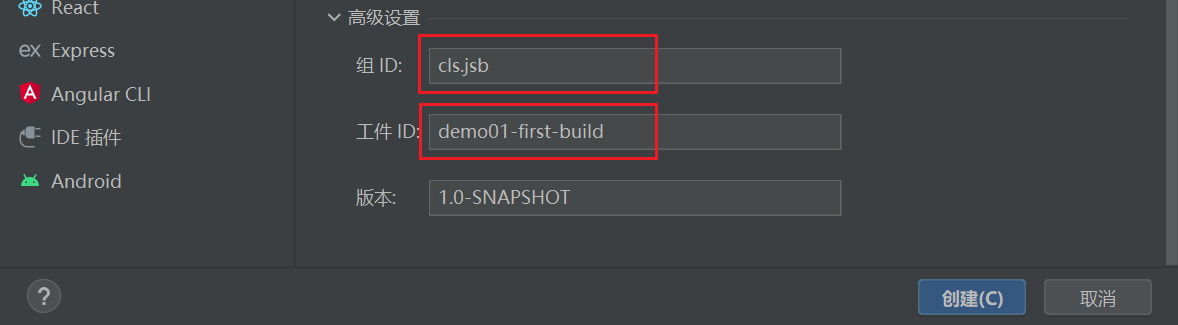 React
ex Express
Angular CLI
IDE 插件
Android
高级设置
组 ID: cls.jsb
工件 ID: demo01-first-build
版本: 1.0-SNAPSHOT
?
创建(C)
取消